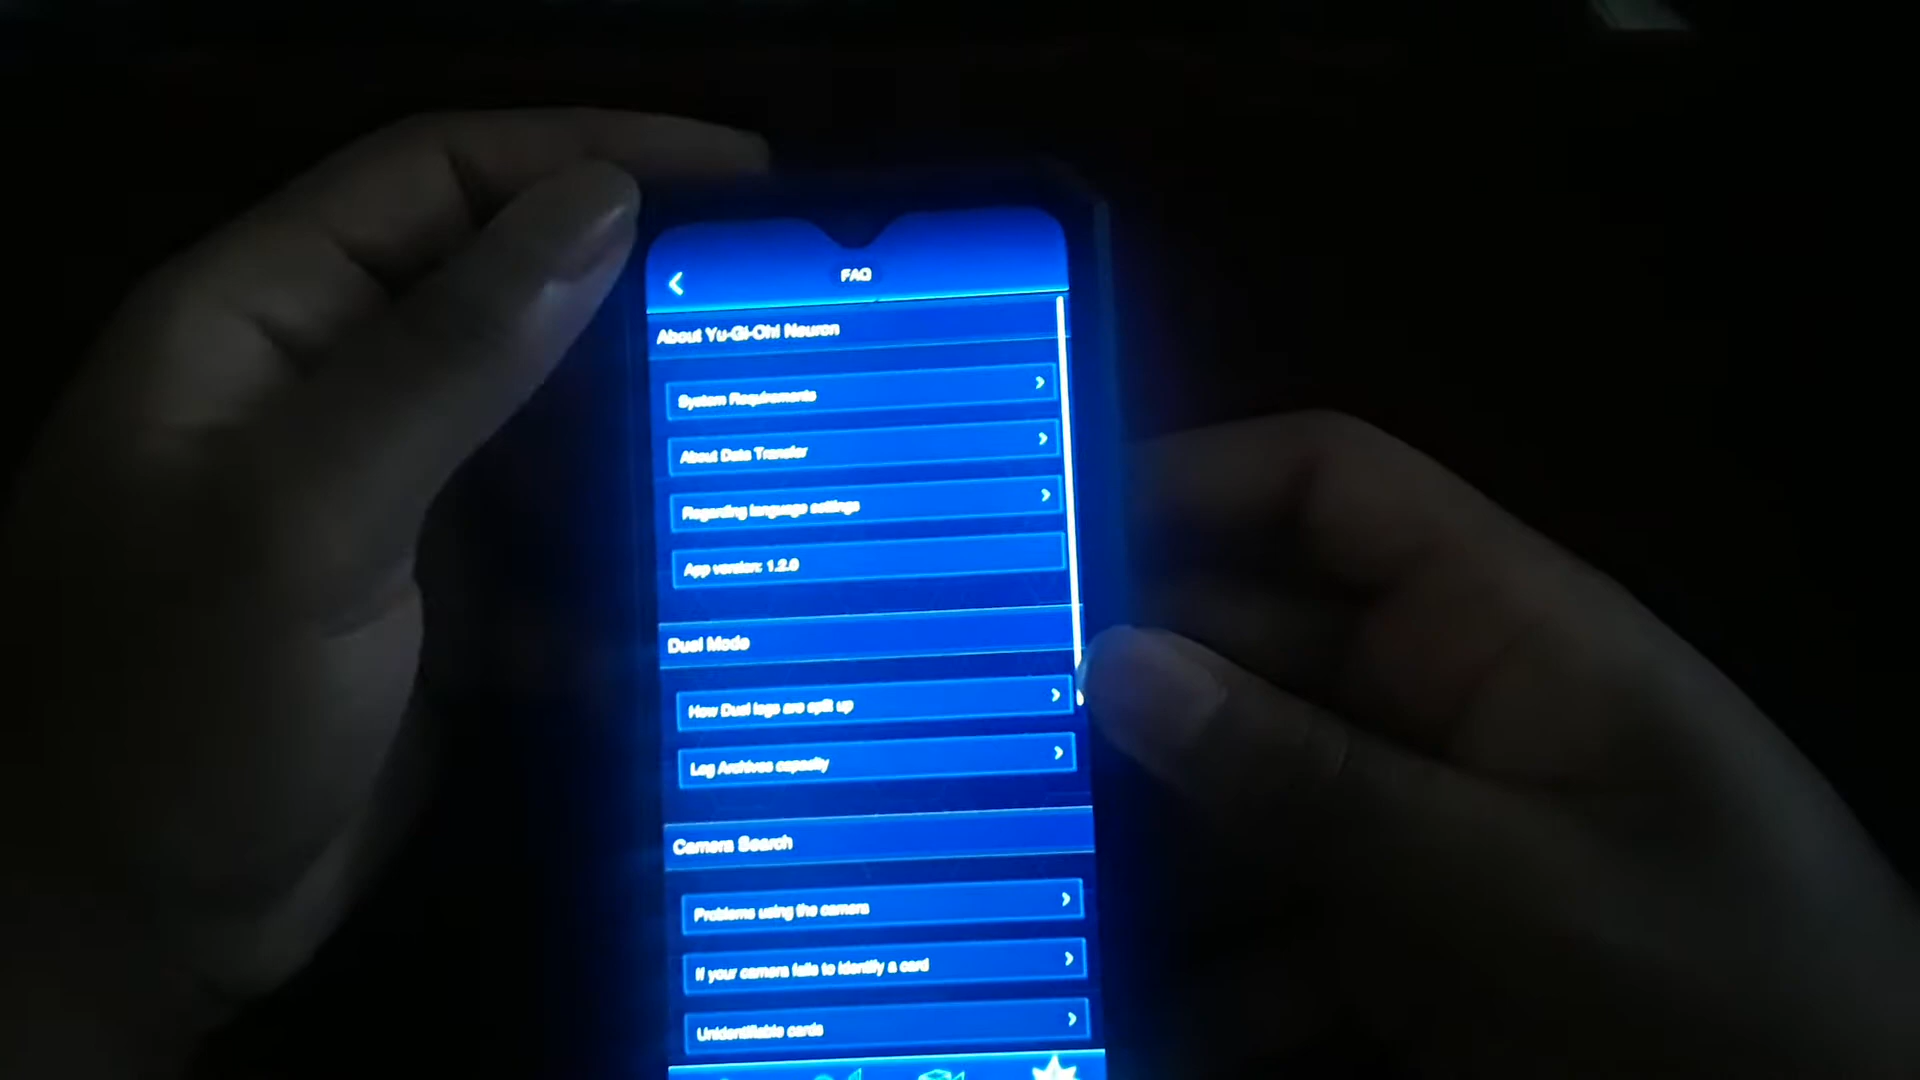 FAQ
About Yu-Gi-Oh! Neuron
System Requirements
About Data Transfer
Regarding language settings
App version: 1.2.0
Duel Mode
How Duel logs are split up
Log Archives capacity
Camera Search
Problems using the camera
If your camera fails to identify a card
Unidentifiable cards